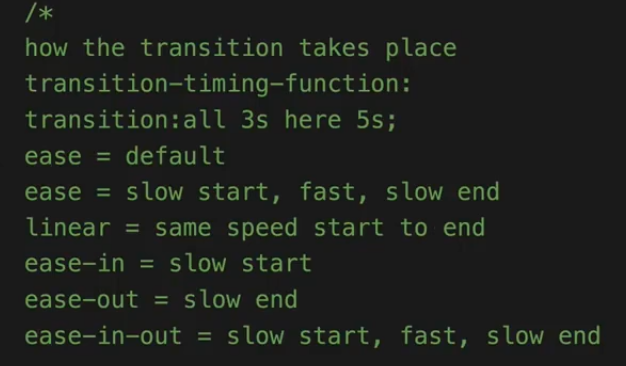 /*
how the transition takes place
transition-timing-function:
transition:all 3s here 5s;
ease = default
ease = slow start, fast, slow end
linear = same speed start to end
ease-in = slow start
ease-out = slow end
ease-in-out = slow start, fast, slow end